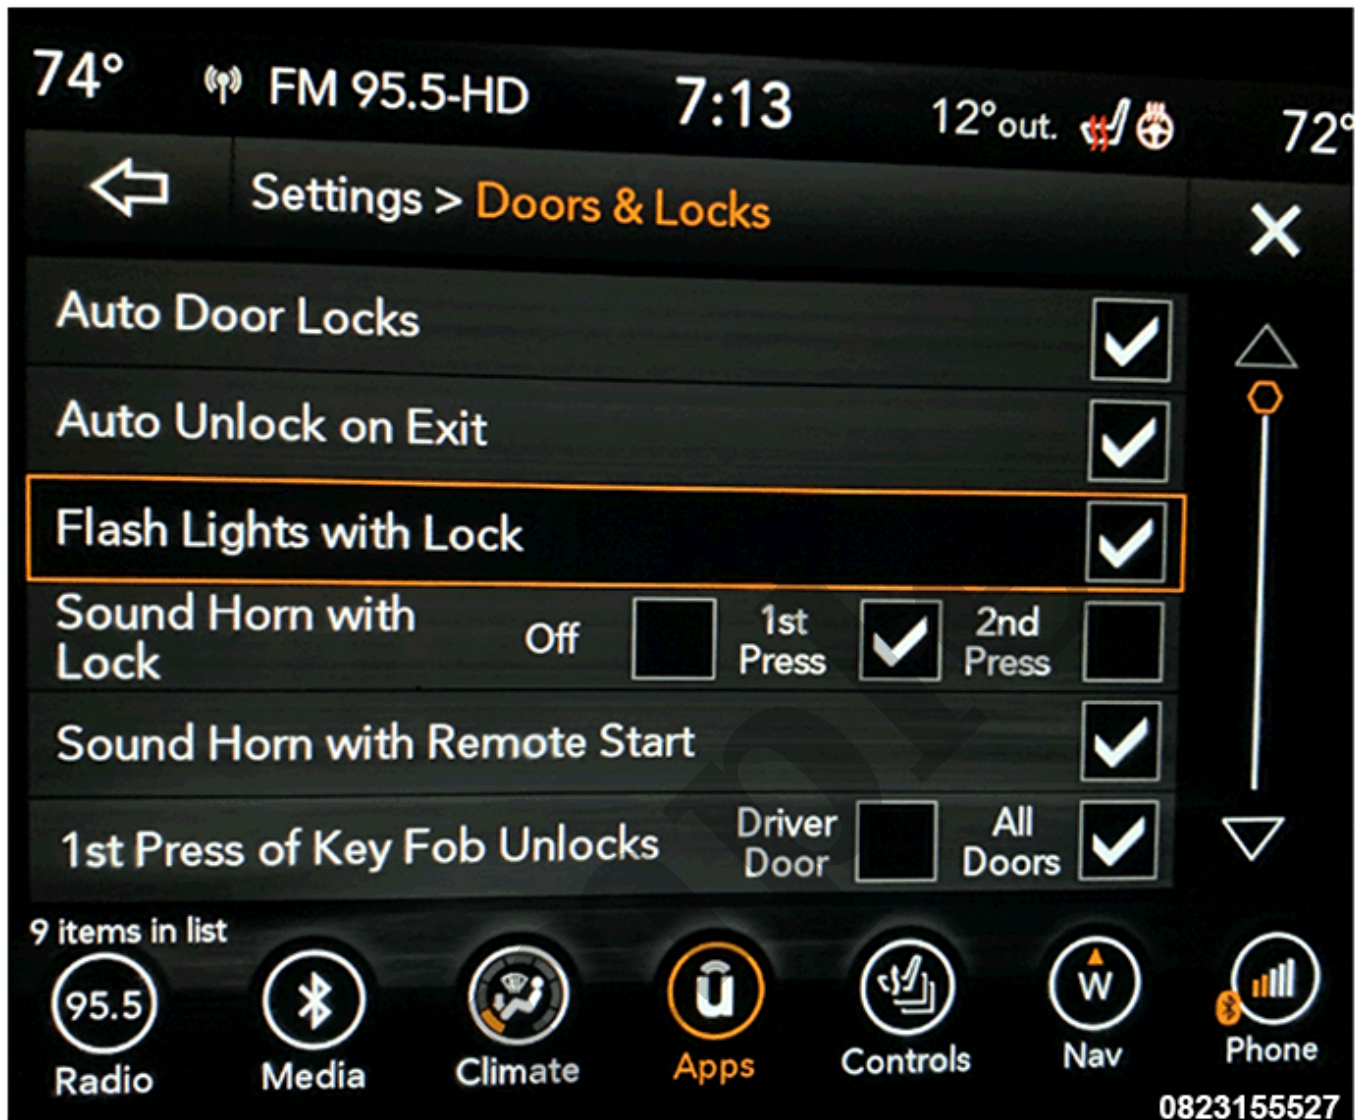 74° FM 95.5-HD 7:13 12°out. 72°
Settings > Doors & Locks
Auto Door Locks
Auto Unlock on Exit
Flash Lights with Lock
Sound Horn with
Lock
Off
1st
Press
2nd
Press
Sound Horn with Remote Start
1st Press of Key Fob Unlocks
Driver
Door
All
Doors
9 items in list
95.5
Radio
Media
Climate
ū
Apps
Controls
W
Nav
Phone
0823155527